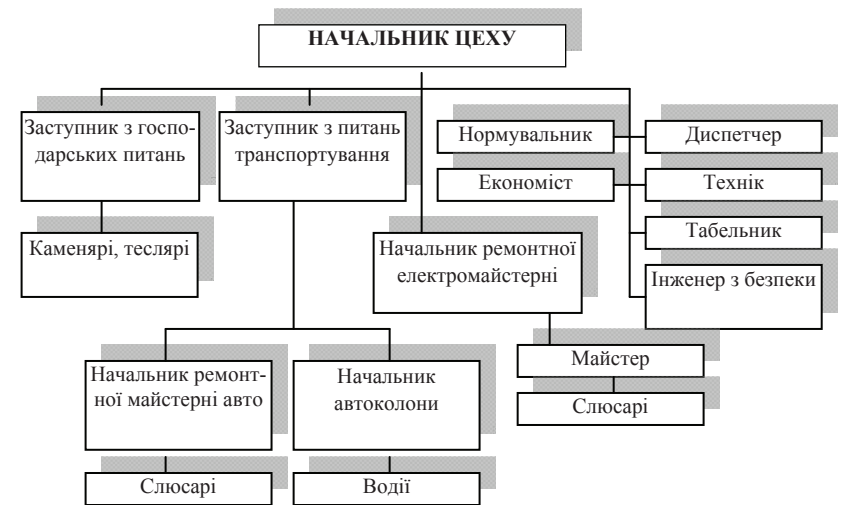 НАЧАЛЬНИК ЦЕХУ
Заступник з госпо-
дарських питань
Заступник з питань
транспортування
Нормувальник
Диспетчер
Економіст
Технік
Табельник
Каменярі, теслярі
Начальник ремонтної
електромайстерні
Інженер з безпеки
Майстер
Слюсарі
Начальник ремонт-
ної майстерні авто
Начальник
автоколони
Слюсарі
Водії